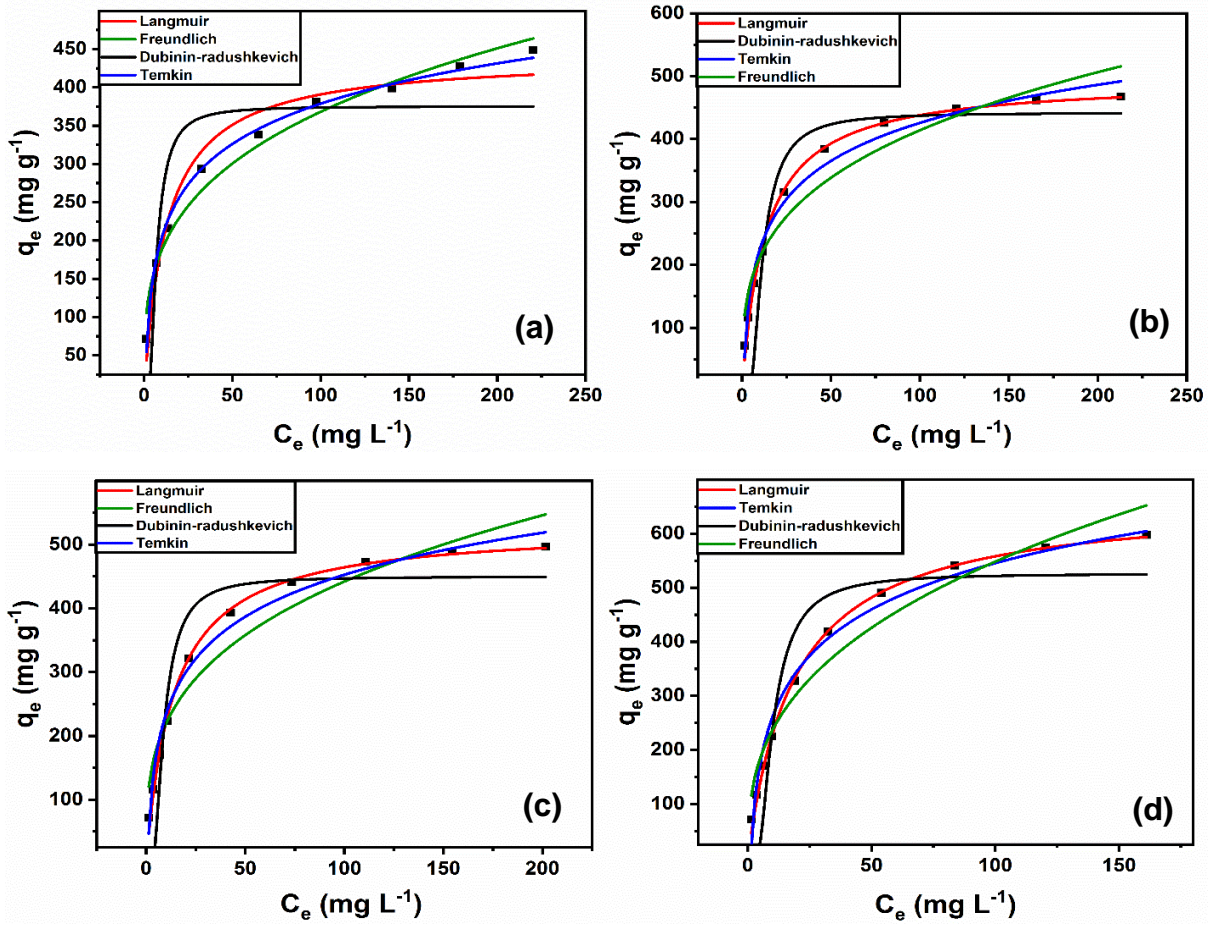 Langmuir
Freundlich
Dubinin-radushkevich
Temkin
450
400
350
300
250
200
150
100
50
qe (mg g-1)
0 50 100 150 200 250
Ce (mg L-1)
(a)
Langmuir
Dubinin-radushkevich
Temkin
Freundlich
600
500
400
300
200
100
qe (mg g-1)
0 50 100 150 200 250
Ce (mg L-1)
(b)
Langmuir
Freundlich
Dubinin-radushkevich
Temkin
500
400
300
200
100
qe (mg g-1)
0 50 100 150 200
Ce (mg L-1)
(c)
Langmuir
Temkin
Dubinin-radushkevich
Freundlich
600
500
400
300
200
100
qe (mg g-1)
0 50 100 150
Ce (mg L-1)
(d)